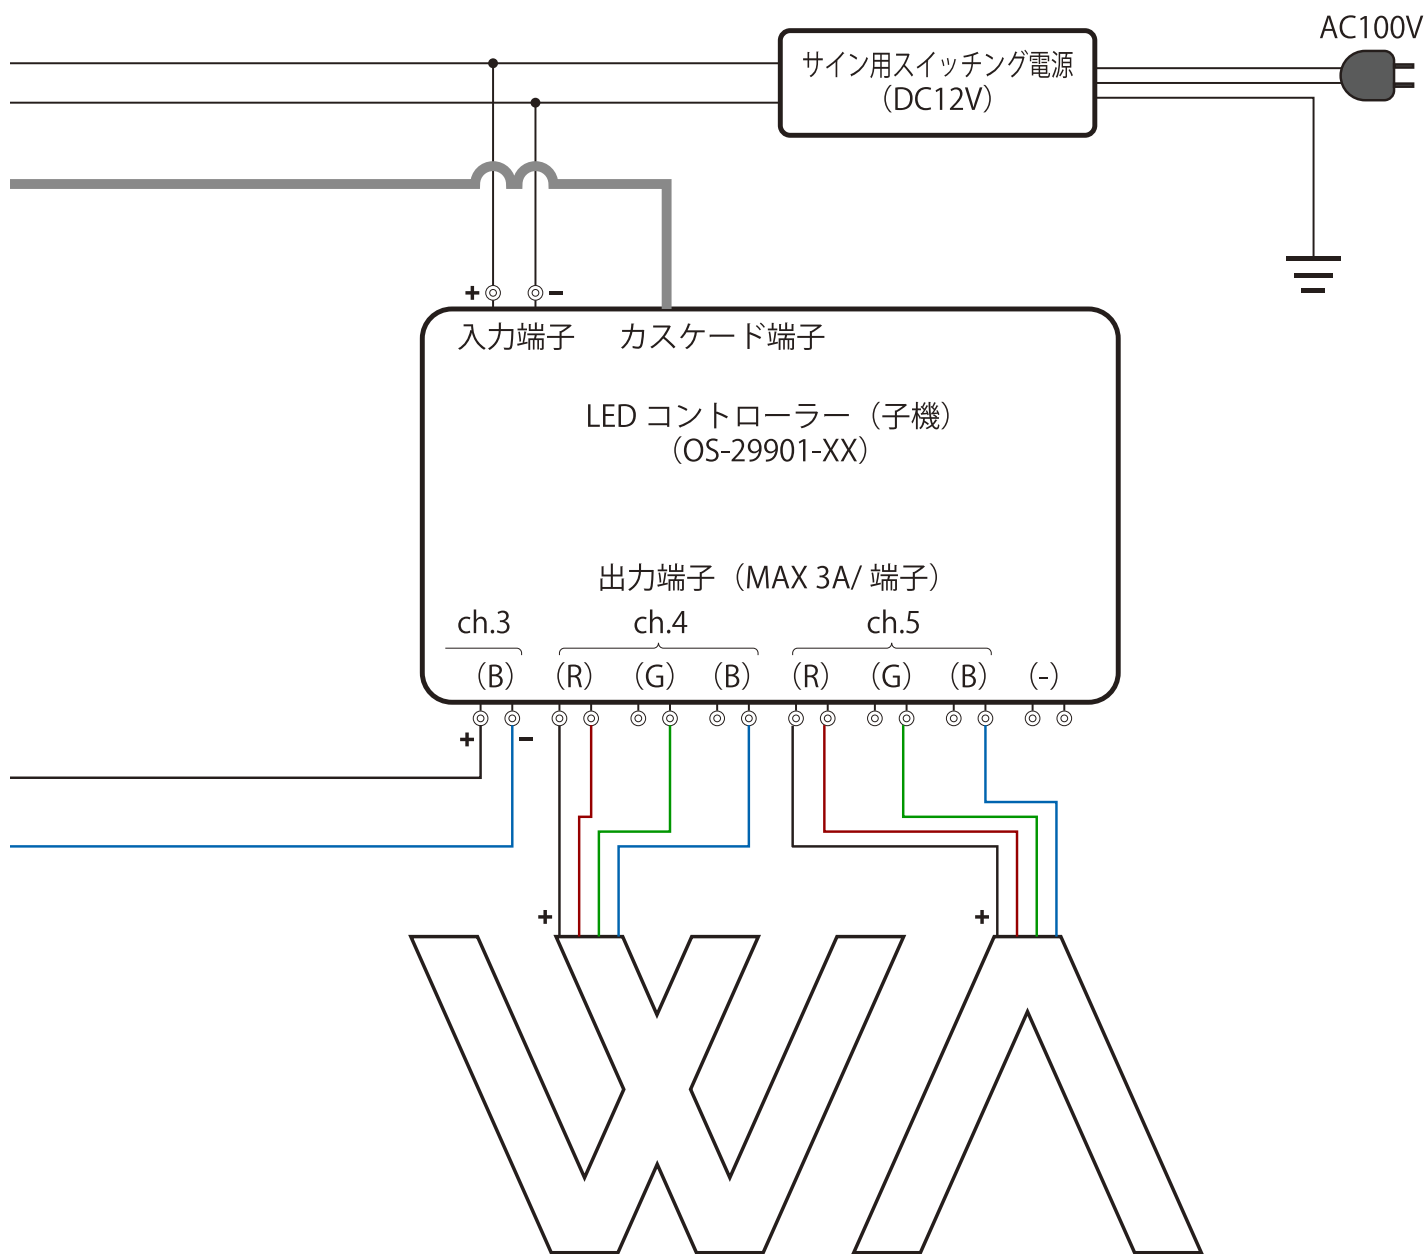 AC100V
サイン用スイッチング電源
（DC12V）
+ −
入力端子 カスケード端子
LED コントローラー（子機）
（OS-29901-XX）
出力端子（MAX 3A/ 端子）
ch.3 ch.4 ch.5
（B）（R）（G）（B）（R）（G）（B）（-）
+ −
+ +
WA